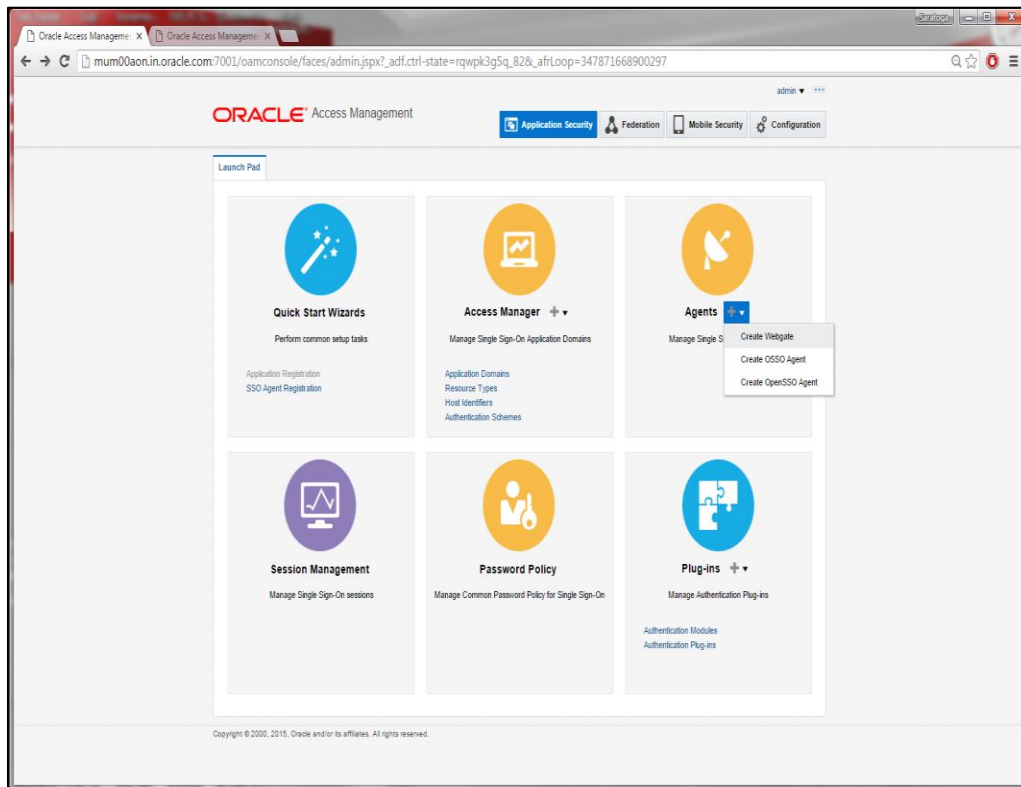 Saratoga
Oracle Access Manageme
Oracle Access Manageme
mum00aon.in.oracle.com:7001/oamconsole/faces/admin.jspx?_adf.ctrl-state=rqwpk3g5q_82&_afrLoop=347871668900297
admin
ORACLE® Access Management
Application Security
Federation
Mobile Security
Configuration
Launch Pad
Quick Start Wizards
Perform common setup tasks
Application Registration
SSO Agent Registration
Access Manager
Manage Single Sign-On Application Domains
Application Domains
Resource Types
Host Identifiers
Authentication Schemes
Agents
Manage Single S
Create Webgate
Create OSSO Agent
Create OpenSSO Agent
Session Management
Manage Single Sign-On sessions
Password Policy
Manage Common Password Policy for Single Sign-On
Plug-ins
Manage Authentication Plug-ins
Authentication Modules
Authentication Plug-ins
Copyright © 2000, 2015, Oracle and/or its affiliates. All rights reserved.